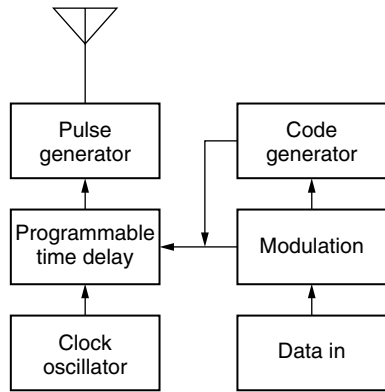 Pulse
generator
Code
generator
Programmable
time delay
Modulation
Clock
oscillator
Data in